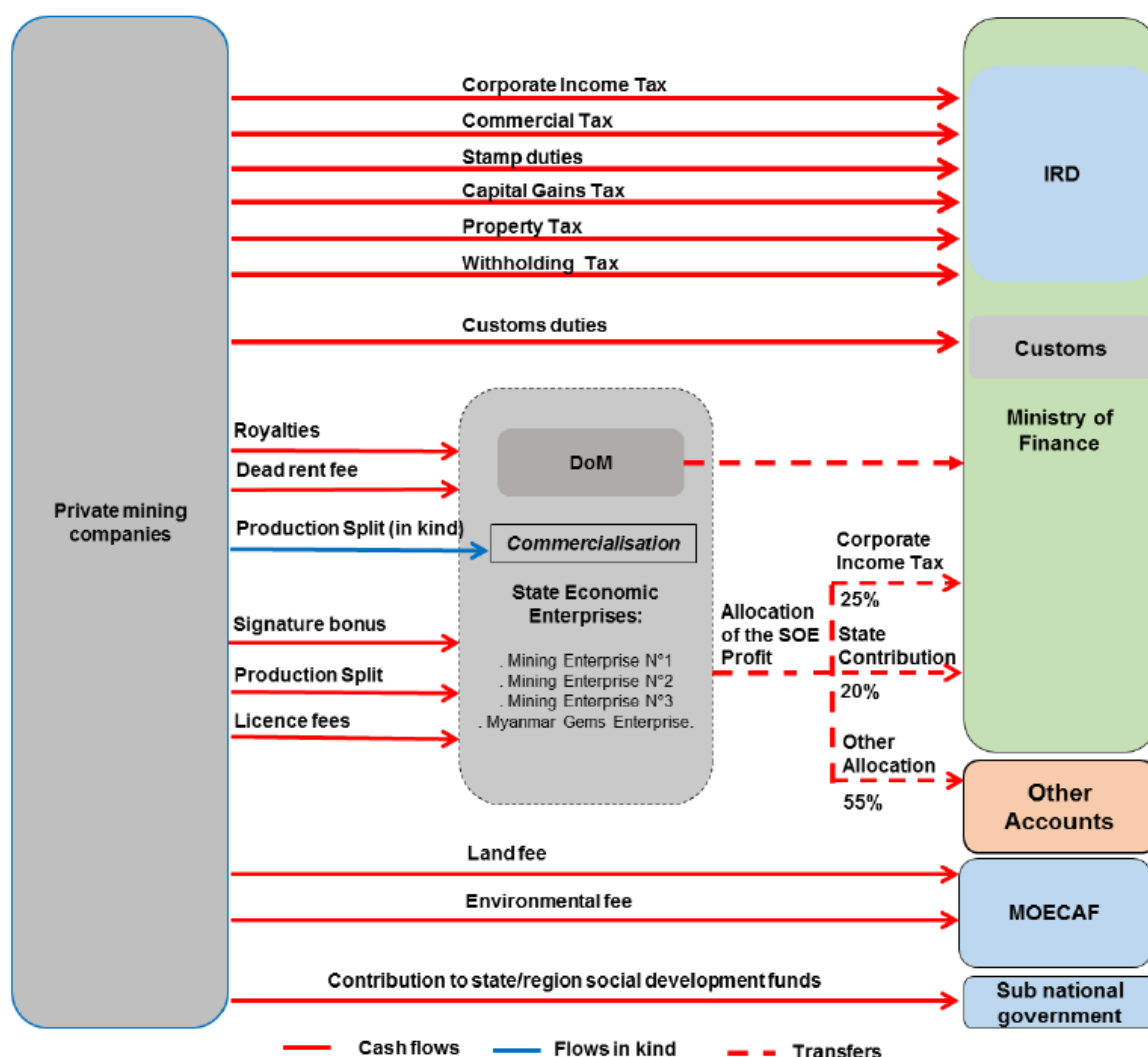 Corporate Income Tax
Commercial Tax
Stamp duties
Capital Gains Tax
Property Tax
Withholding Tax
IRD
Customs duties
Customs
Ministry of
Finance
Private mining
companies
Royalties
Dead rent fee
Production Split (in kind)
Signature bonus
Production Split
Licence fees
DoM
Commercialisation
State Economic
Enterprises:
. Mining Enterprise N°1
. Mining Enterprise N°2
. Mining Enterprise N°3
. Myanmar Gems Enterprise.
Allocation
of the SOE
Profit
Corporate
Income Tax
25%
State
Contribution
20%
Other
Allocation
55%
Other
Accounts
Land fee
Environmental fee
MOECAF
Contribution to state/region social development funds
Sub national
government
Cash flows
Flows in kind
Transfers